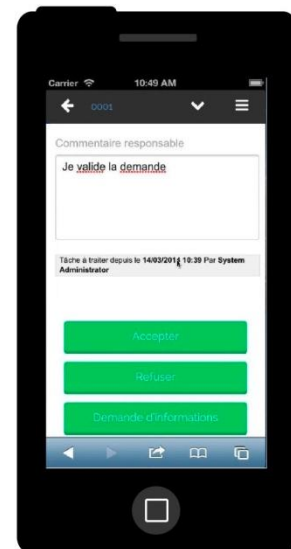 Carrier 10:49 AM
0001
Commentaire responsable
Je valide la demande
Tâche à traiter depuis le 14/03/2014 10:39 Par System
Administrator
Accepter
Refuser
Demande d'informations